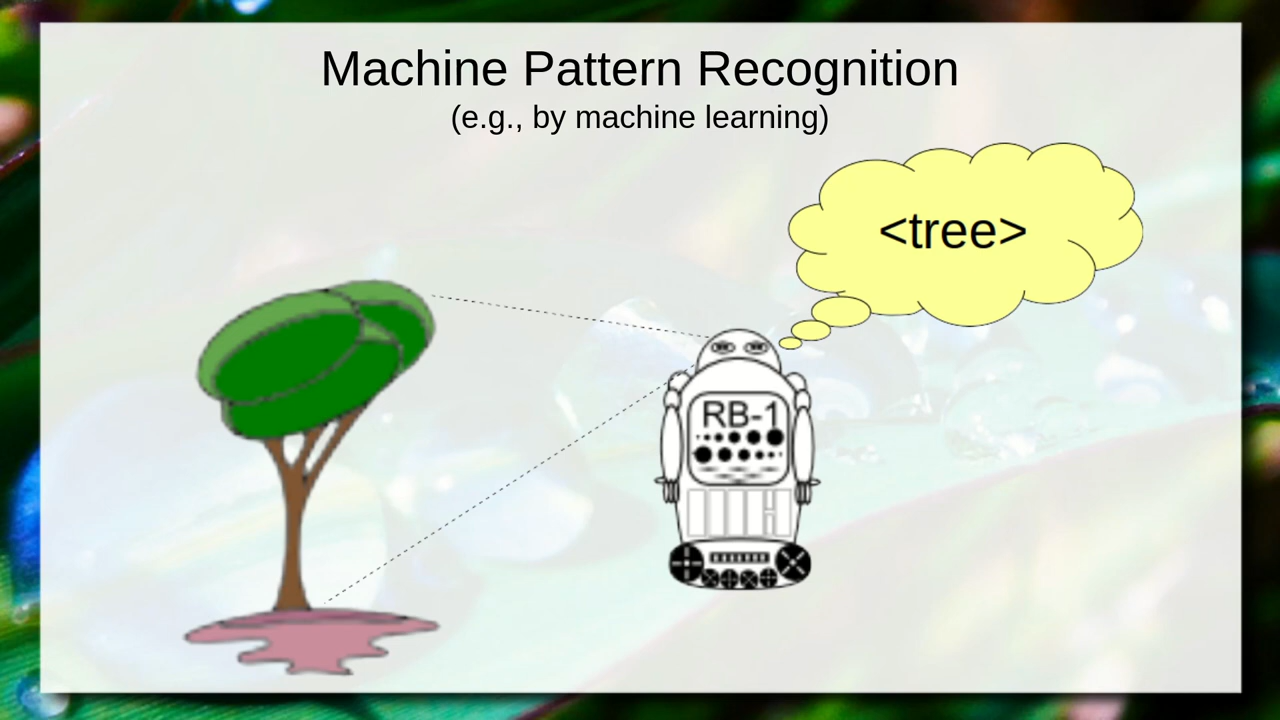 Machine Pattern Recognition
(e.g., by machine learning)
<tree>
RB-1